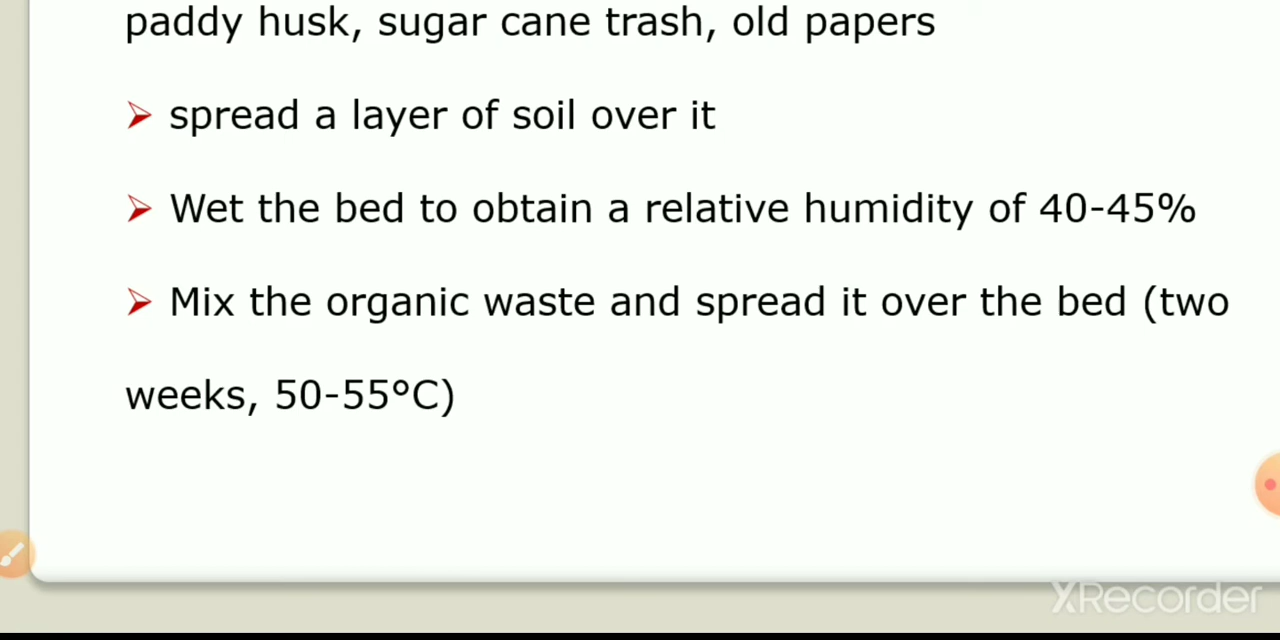 paddy husk, sugar cane trash, old papers
➢ spread a layer of soil over it
➢ Wet the bed to obtain a relative humidity of 40-45%
➢ Mix the organic waste and spread it over the bed (two
weeks, 50-55°C)
XRecorder